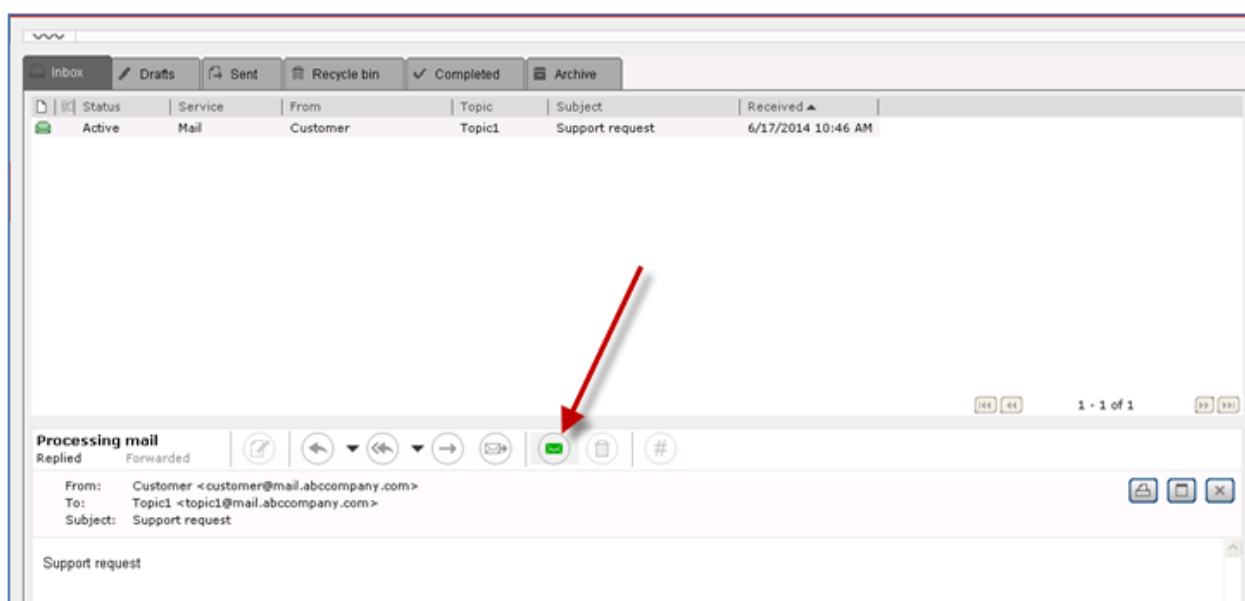 Inbox Drafts Sent Recycle bin Completed Archive
Status Service From Topic Subject Received
Active Mail Customer Topic1 Support request 6/17/2014 10:46 AM
1 - 1 of 1
Processing mail
Replied Forwarded
#
From: Customer <customer@mail.abccompany.com>
To: Topic1 <topic1@mail.abccompany.com>
Subject: Support request
Support request